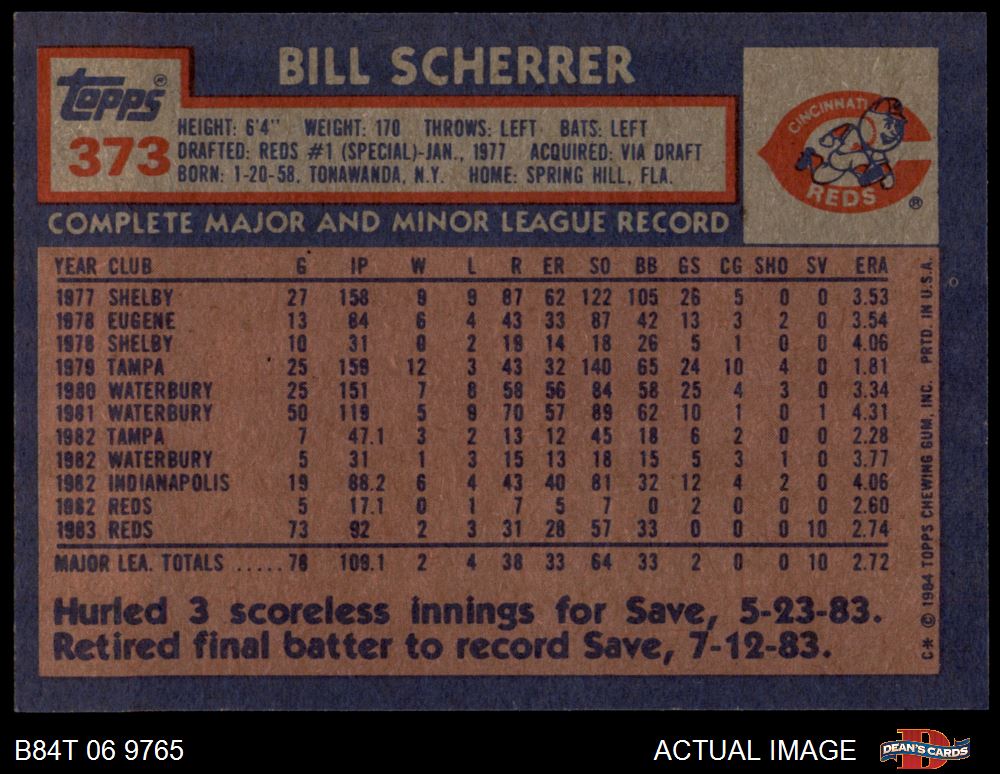 BILL SCHERRER
Topps®
373
HEIGHT: 6'4" WEIGHT: 170 THROWS: LEFT BATS: LEFT
DRAFTED: REDS #1 (SPECIAL)-JAN., 1977 ACQUIRED: VIA DRAFT
BORN: 1-20-58, TONAWANDA, N.Y. HOME: SPRING HILL, FLA.
CINCINNATI
REDS
®
COMPLETE MAJOR AND MINOR LEAGUE RECORD
YEAR CLUB G IP W L R ER SO BB GS CG SHO SV ERA
1977 SHELBY 27 158 9 9 87 62 122 105 26 5 0 0 3.53
1978 EUGENE 13 84 6 4 43 33 87 42 13 3 2 0 3.54
1978 SHELBY 10 31 0 2 19 14 18 26 5 1 0 0 4.06
1979 TAMPA 25 159 12 3 43 32 140 65 24 10 4 0 1.81
1980 WATERBURY 25 151 7 8 58 56 84 58 25 4 3 0 3.34
1981 WATERBURY 50 119 5 9 70 57 89 62 10 1 0 1 4.31
1982 TAMPA 7 47.1 3 2 13 12 45 18 6 2 0 0 2.28
1982 WATERBURY 5 31 1 3 15 13 18 15 5 3 1 0 3.77
1982 INDIANAPOLIS 19 88.2 6 4 43 40 81 32 12 4 2 0 4.06
1982 REDS 5 17.1 0 1 7 5 7 0 2 0 0 0 2.60
1983 REDS 73 92 2 3 31 28 57 33 0 0 0 10 2.74
MAJOR LEA. TOTALS ..... 78 109.1 2 4 38 33 64 33 2 0 0 10 2.72
Hurled 3 scoreless innings for Save, 5-23-83.
Retired final batter to record Save, 7-12-83.
C* © 1984 TOPPS CHEWING GUM, INC. PRTD. IN U.S.A.
B84T 06 9765
ACTUAL IMAGE
DEAN'S CARDS